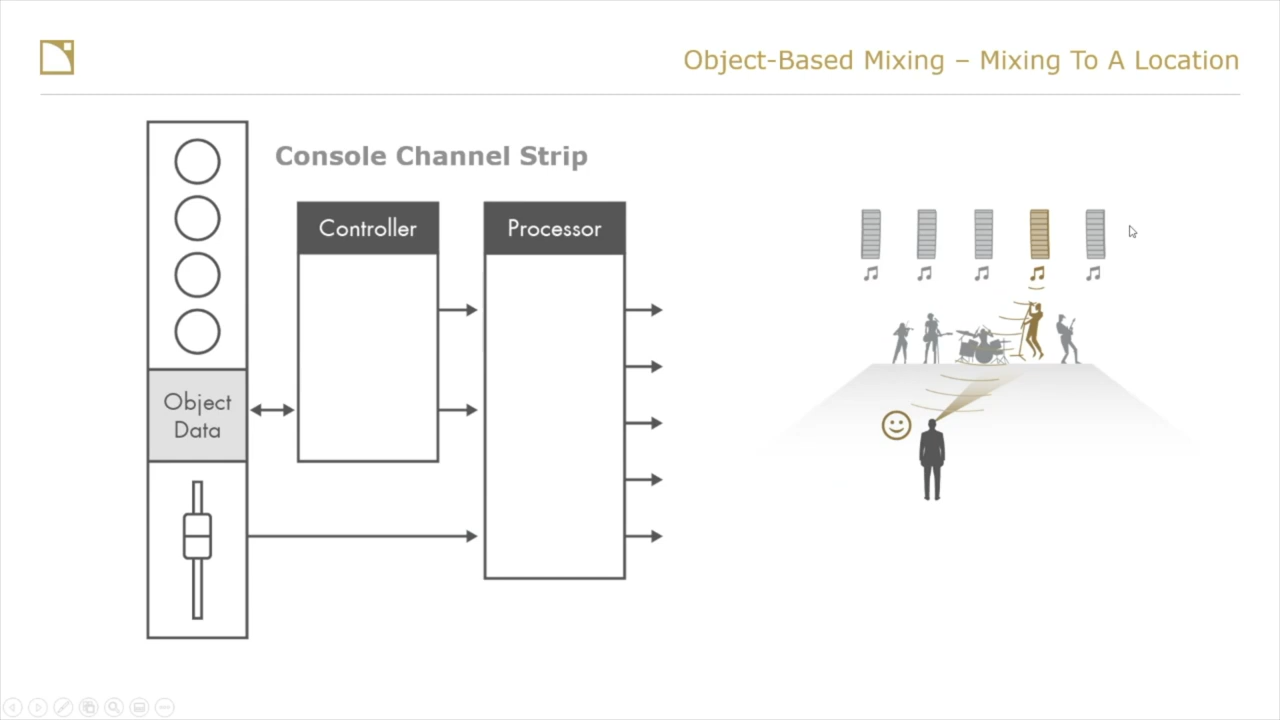 Object-Based Mixing – Mixing To A Location
Console Channel Strip
Controller
Processor
Object
Data